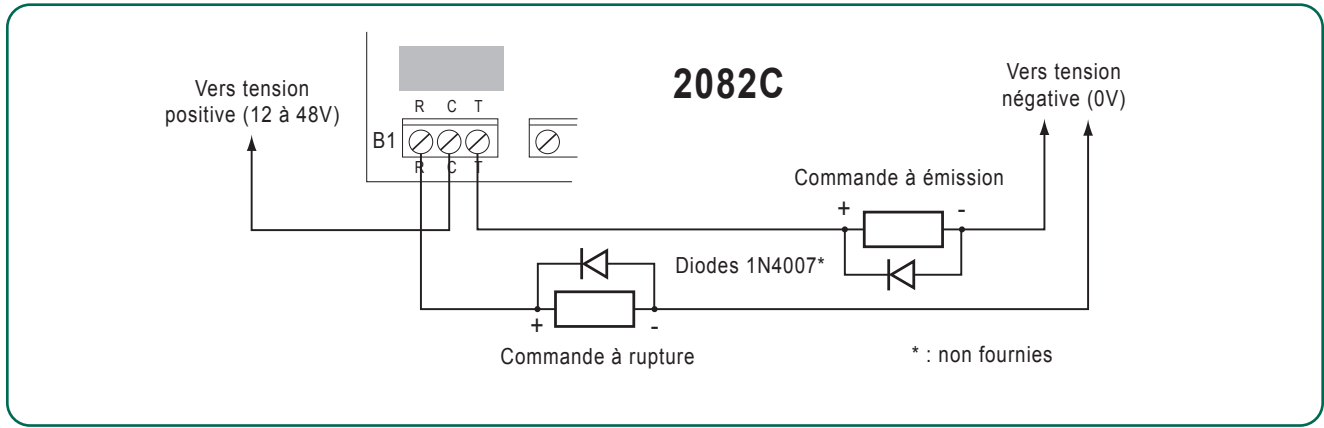 2082C
Vers tension
positive (12 à 48V)
Vers tension
négative (0V)
R C T
B1
R C T
Commande à émission
+ -
Diodes 1N4007*
+ -
Commande à rupture
* : non fournies